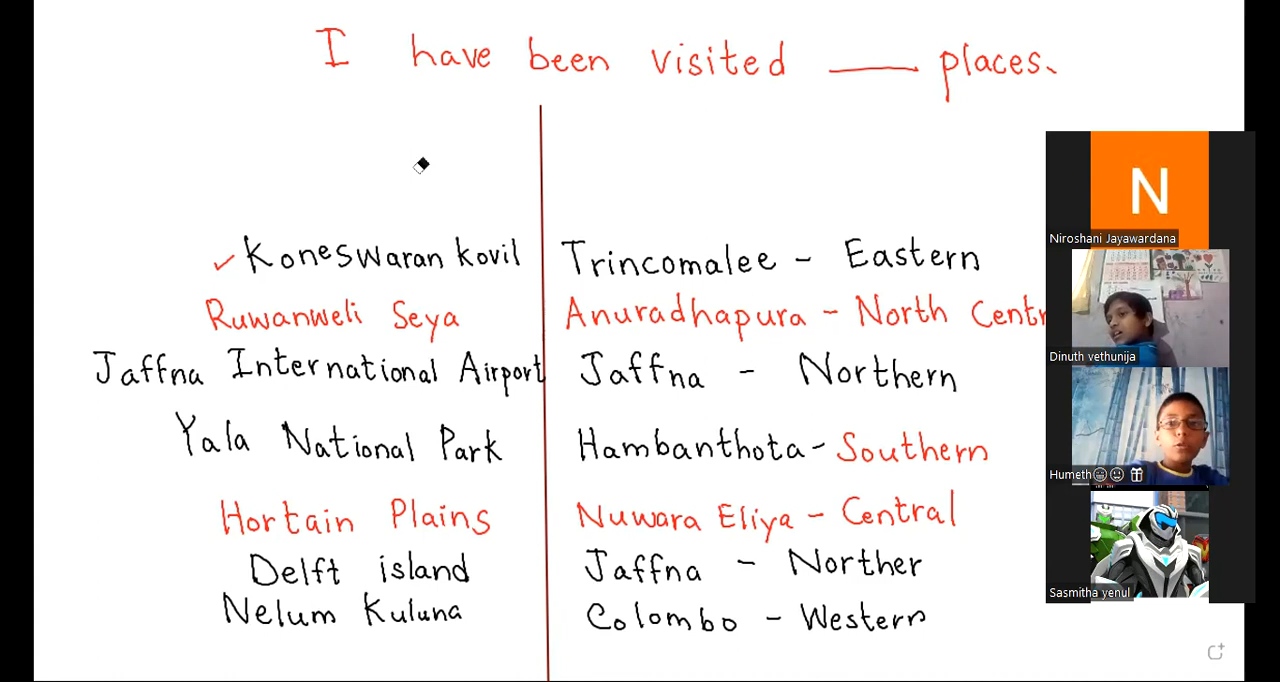 I have been visited ____ places.
Koneswaran kovil Trincomalee - Eastern
Ruwanweli Seya Anuradhapura - North Centr
Jaffna International Airport Jaffna - Northern
Yala National Park Hambanthota - Southern
Hortain Plains Nuwara Eliya - Central
Delft island Jaffna - Norther
Nelum Kuluna Colombo - Western
N
Niroshani Jayawardana
Dinuth vethunija
Humeth😁🙂🎁
Sasmitha yenul